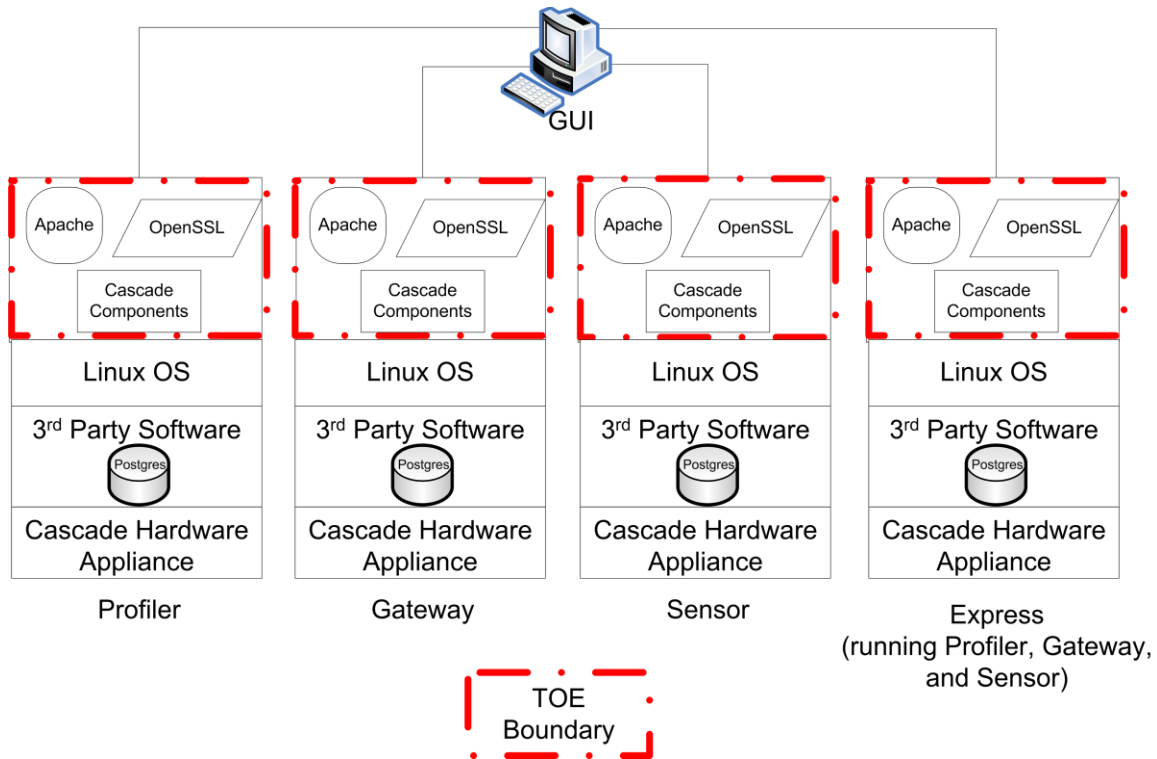 GUI
Apache
OpenSSL
Cascade
Components
Linux OS
3rd Party Software
Postgres
Cascade Hardware
Appliance
Profiler
Apache
OpenSSL
Cascade
Components
Linux OS
3rd Party Software
Postgres
Cascade Hardware
Appliance
Gateway
Apache
OpenSSL
Cascade
Components
Linux OS
3rd Party Software
Postgres
Cascade Hardware
Appliance
Sensor
Apache
OpenSSL
Cascade
Components
Linux OS
3rd Party Software
Postgres
Cascade Hardware
Appliance
Express
(running Profiler, Gateway,
and Sensor)
TOE
Boundary